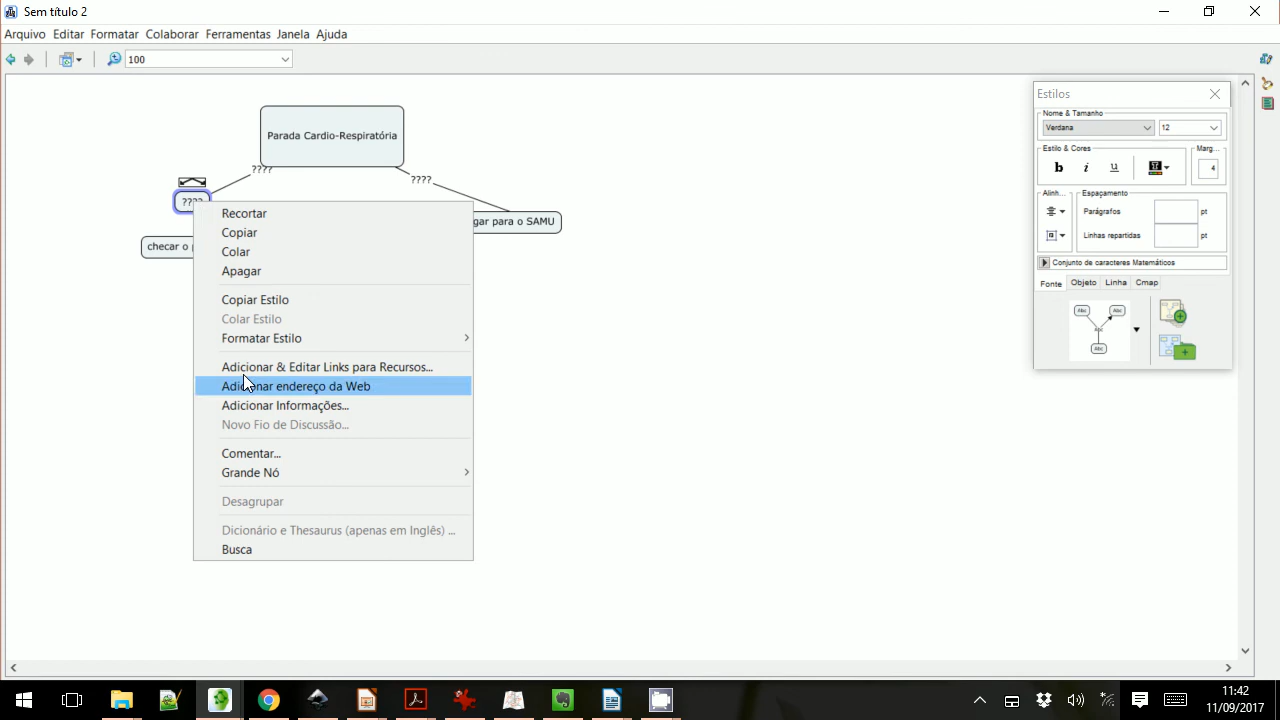 Sem título 2
Arquivo Editar Formatar Colaborar Ferramentas Janela Ajuda
100
Parada Cardio-Respiratória
????
????
????
gar para o SAMU
checar o
Recortar
Copiar
Colar
Apagar
Copiar Estilo
Colar Estilo
Formatar Estilo
Adicionar & Editar Links para Recursos...
Adicionar endereço da Web
Adicionar Informações...
Novo Fio de Discussão...
Comentar...
Grande Nó
Desagrupar
Dicionário e Thesaurus (apenas em Inglês) ...
Busca
Estilos
Nome & Tamanho
Verdana 12
Estilo & Cores Marg...
b i u 4
Alinh... Espaçamento
Parágrafos pt
Linhas repartidas pt
Conjunto de caracteres Matemáticos
Fonte Objeto Linha Cmap
Abc Abc
Abc
Abc
11:42
11/09/2017